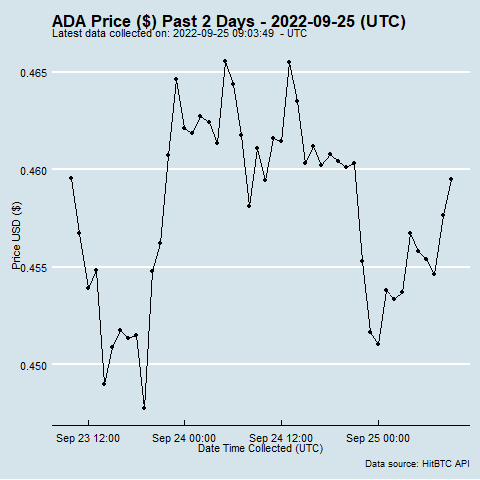 ADA Price ($) Past 2 Days - 2022-09-25 (UTC)
Latest data collected on: 2022-09-25 09:03:49 - UTC
0.465
0.460
0.455
0.450
Price USD ($)
Sep 23 12:00
Sep 24 00:00
Sep 24 12:00
Sep 25 00:00
Date Time Collected (UTC)
Data source: HitBTC API